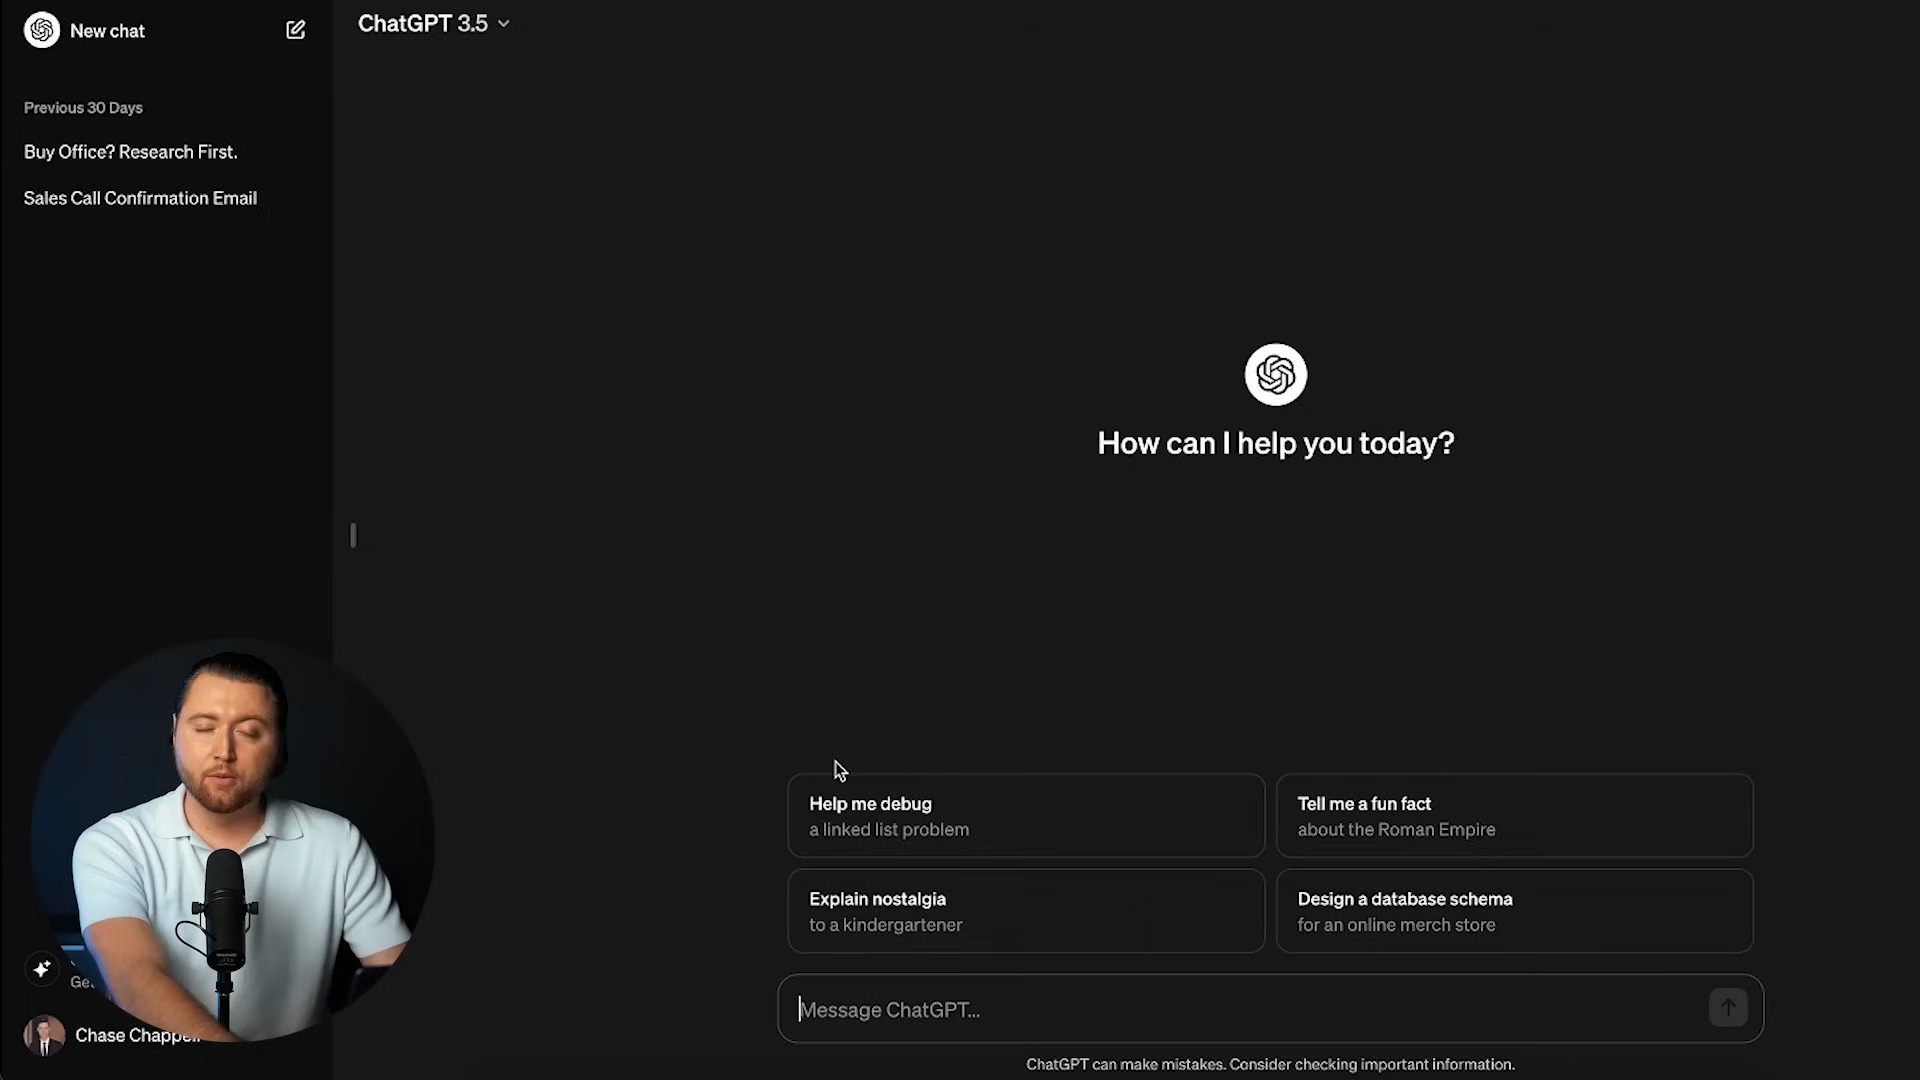 New chat
ChatGPT 3.5
Previous 30 Days
Buy Office? Research First.
Sales Call Confirmation Email
How can I help you today?
Help me debug
a linked list problem
Tell me a fun fact
about the Roman Empire
Explain nostalgia
to a kindergartener
Design a database schema
for an online merch store
Message ChatGPT...
Chase
ChatGPT can make mistakes. Consider checking important information.